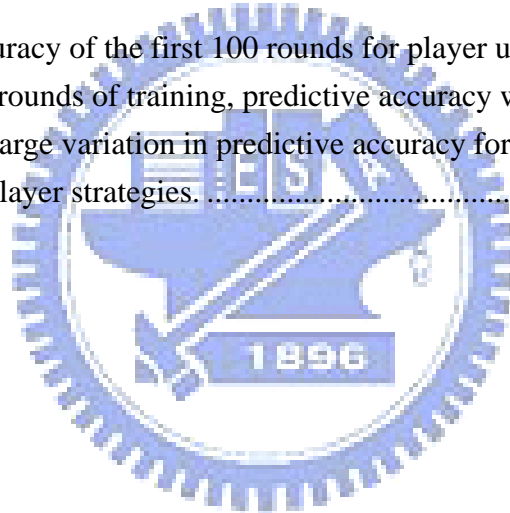 uracy of the first 100 rounds for player u
rounds of training, predictive accuracy w
arge variation in predictive accuracy for
layer strategies. ........................................
E S A
1896